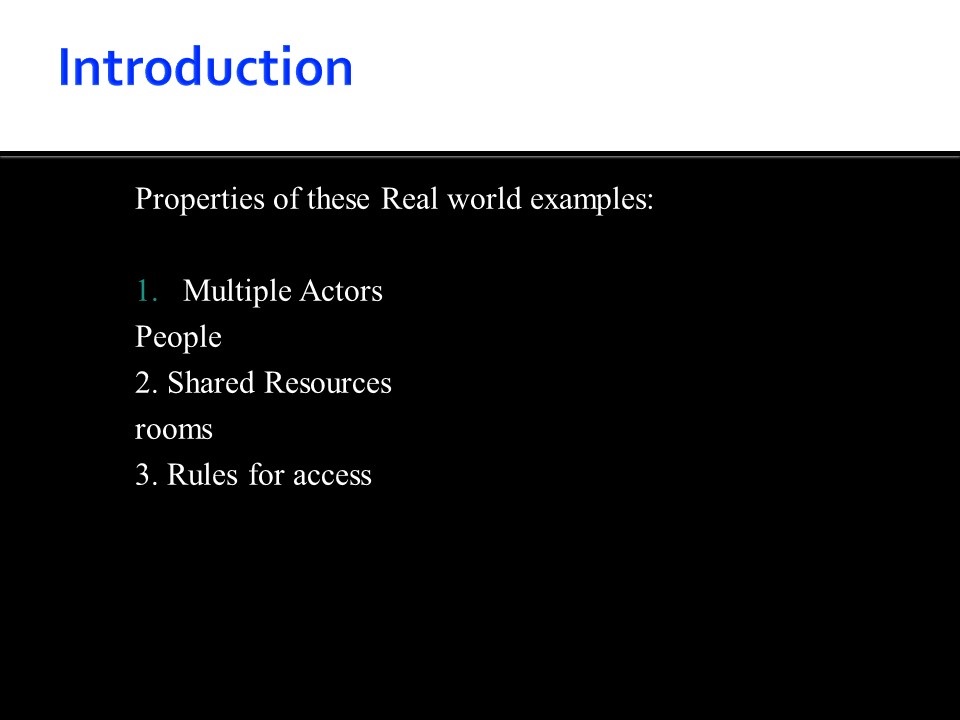 Introduction
Properties of these Real world examples:
1. Multiple Actors
People
2. Shared Resources
rooms
3. Rules for access